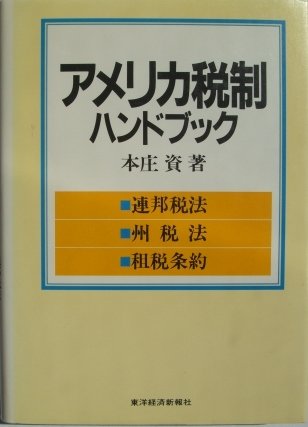 アメリカ税制
ハンドブック
本庄 資 著
■連邦税法
■州税法
■租税条約
東洋経済新報社